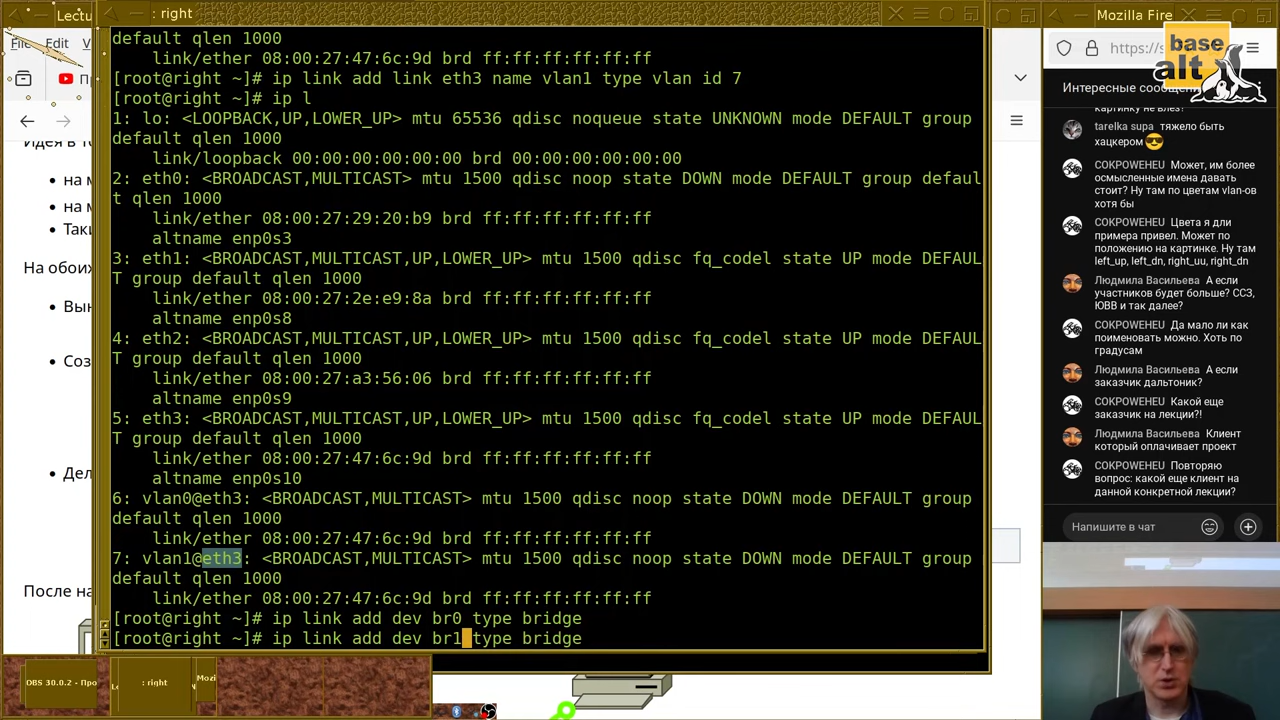 Lectu
: right
Mozilla Fire
File
Edit
V
https://s
base
alt
default qlen 1000
    link/ether 08:00:27:47:6c:9d brd ff:ff:ff:ff:ff:ff
[root@right ~]# ip link add link eth3 name vlan1 type vlan id 7
[root@right ~]# ip l
1: lo: <LOOPBACK,UP,LOWER_UP> mtu 65536 qdisc noqueue state UNKNOWN mode DEFAULT group
default qlen 1000
    link/loopback 00:00:00:00:00:00 brd 00:00:00:00:00:00
2: eth0: <BROADCAST,MULTICAST> mtu 1500 qdisc noop state DOWN mode DEFAULT group defaul
t qlen 1000
    link/ether 08:00:27:29:20:b9 brd ff:ff:ff:ff:ff:ff
    altname enp0s3
3: eth1: <BROADCAST,MULTICAST,UP,LOWER_UP> mtu 1500 qdisc fq_codel state UP mode DEFAUL
T group default qlen 1000
    link/ether 08:00:27:2e:e9:8a brd ff:ff:ff:ff:ff:ff
    altname enp0s8
4: eth2: <BROADCAST,MULTICAST,UP,LOWER_UP> mtu 1500 qdisc fq_codel state UP mode DEFAUL
T group default qlen 1000
    link/ether 08:00:27:a3:56:06 brd ff:ff:ff:ff:ff:ff
    altname enp0s9
5: eth3: <BROADCAST,MULTICAST,UP,LOWER_UP> mtu 1500 qdisc fq_codel state UP mode DEFAUL
T group default qlen 1000
    link/ether 08:00:27:47:6c:9d brd ff:ff:ff:ff:ff:ff
    altname enp0s10
6: vlan0@eth3: <BROADCAST,MULTICAST> mtu 1500 qdisc noop state DOWN mode DEFAULT group
default qlen 1000
    link/ether 08:00:27:47:6c:9d brd ff:ff:ff:ff:ff:ff
7: vlan1@eth3: <BROADCAST,MULTICAST> mtu 1500 qdisc noop state DOWN mode DEFAULT group
default qlen 1000
    link/ether 08:00:27:47:6c:9d brd ff:ff:ff:ff:ff:ff
[root@right ~]# ip link add dev br0 type bridge
[root@right ~]# ip link add dev br1 type bridge
Идея в то
на м
на м
Таки
На обоих
Вын
Соз
Дел
После на
Интересные сообщени
картинку не влез?
tarelka supa тяжело быть
хацкером
COKPOWEHEU Может, им более
осмысленные имена давать
стоит? Ну там по цветам vlan-ов
хотя бы
COKPOWEHEU Цвета я дли
примера привел. Может по
положению на картинке. Ну там
left_up, left_dn, right_uu, right_dn
Людмила Васильева А если
участников будет больше? ССЗ,
ЮВВ и так далее?
COKPOWEHEU Да мало ли как
поименовать можно. Хоть по
градусам
Людмила Васильева А если
заказчик дальтоник?
COKPOWEHEU Какой еще
заказчик на лекции?!
Людмила Васильева Клиент
который оплачивает проект
COKPOWEHEU Повторяю
вопрос: какой еще клиент на
данной конкретной лекции?
Напишите в чат
OBS 30.0.2 - Про
: right
Mozi